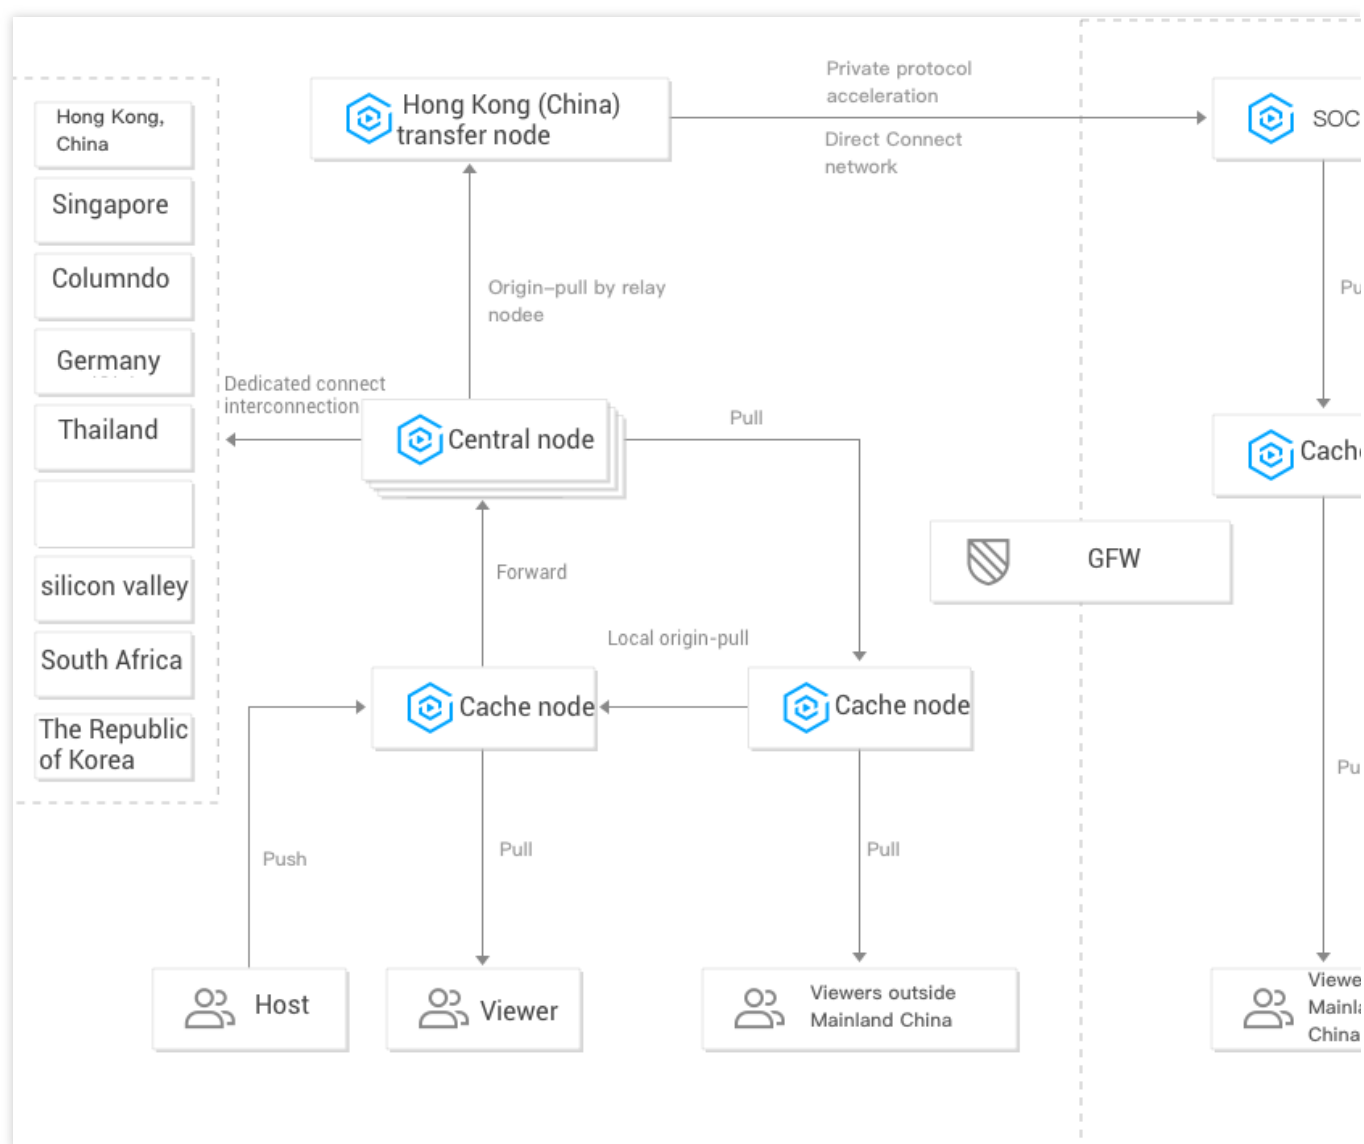 Hong Kong,
China
Singapore
Columndo
Germany
Thailand
silicon valley
South Africa
The Republic
of Korea
Hong Kong (China)
transfer node
Private protocol
acceleration
Direct Connect
network
SOC
Origin-pull by relay
nodee
Dedicated connect
interconnection
Central node
Pull
Forward
Local origin-pull
Cache node
Cache node
GFW
Push
Pull
Pull
Host
Viewer
Viewers outside
Mainland China
China